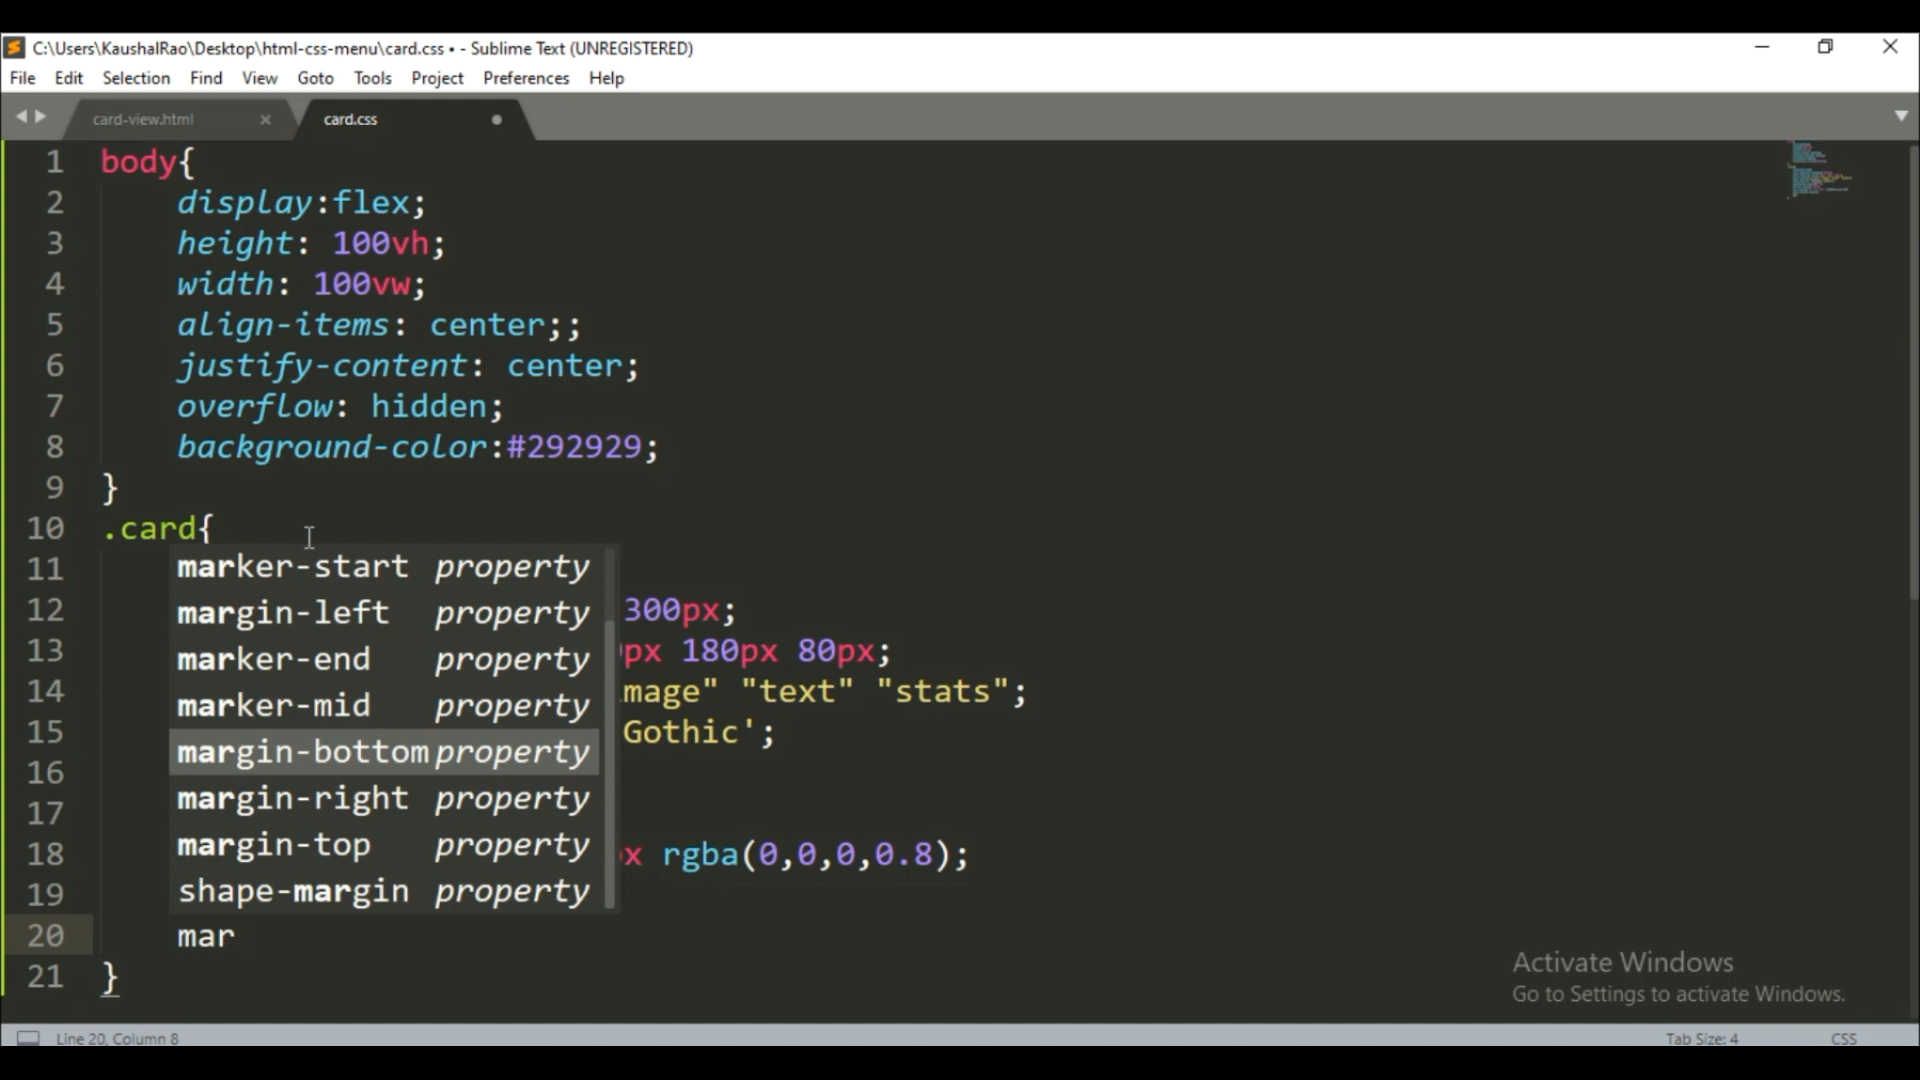 C:\Users\KaushalRao\Desktop\html-css-menu\card.css • - Sublime Text (UNREGISTERED)
File Edit Selection Find View Goto Tools Project Preferences Help
card-view.html card.css
1 body{
2 display:flex;
3 height: 100vh;
4 width: 100vw;
5 align-items: center;;
6 justify-content: center;
7 overflow: hidden;
8 background-color:#292929;
9 }
10 .card{
11 marker-start property
12 margin-left property 300px;
13 marker-end property px 180px 80px;
14 marker-mid property mage" "text" "stats";
15 margin-bottom property Gothic';
16 margin-right property
17 margin-top property
18 shape-margin property x rgba(0,0,0,0.8);
19
20 mar
21 }
Activate Windows
Go to Settings to activate Windows.
Line 20, Column 8 Tab Size: 4 CSS